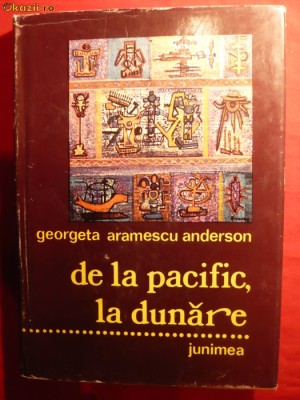 okazii.ro
georgeta aramescu anderson
de la pacific,
la dunăre
junimea